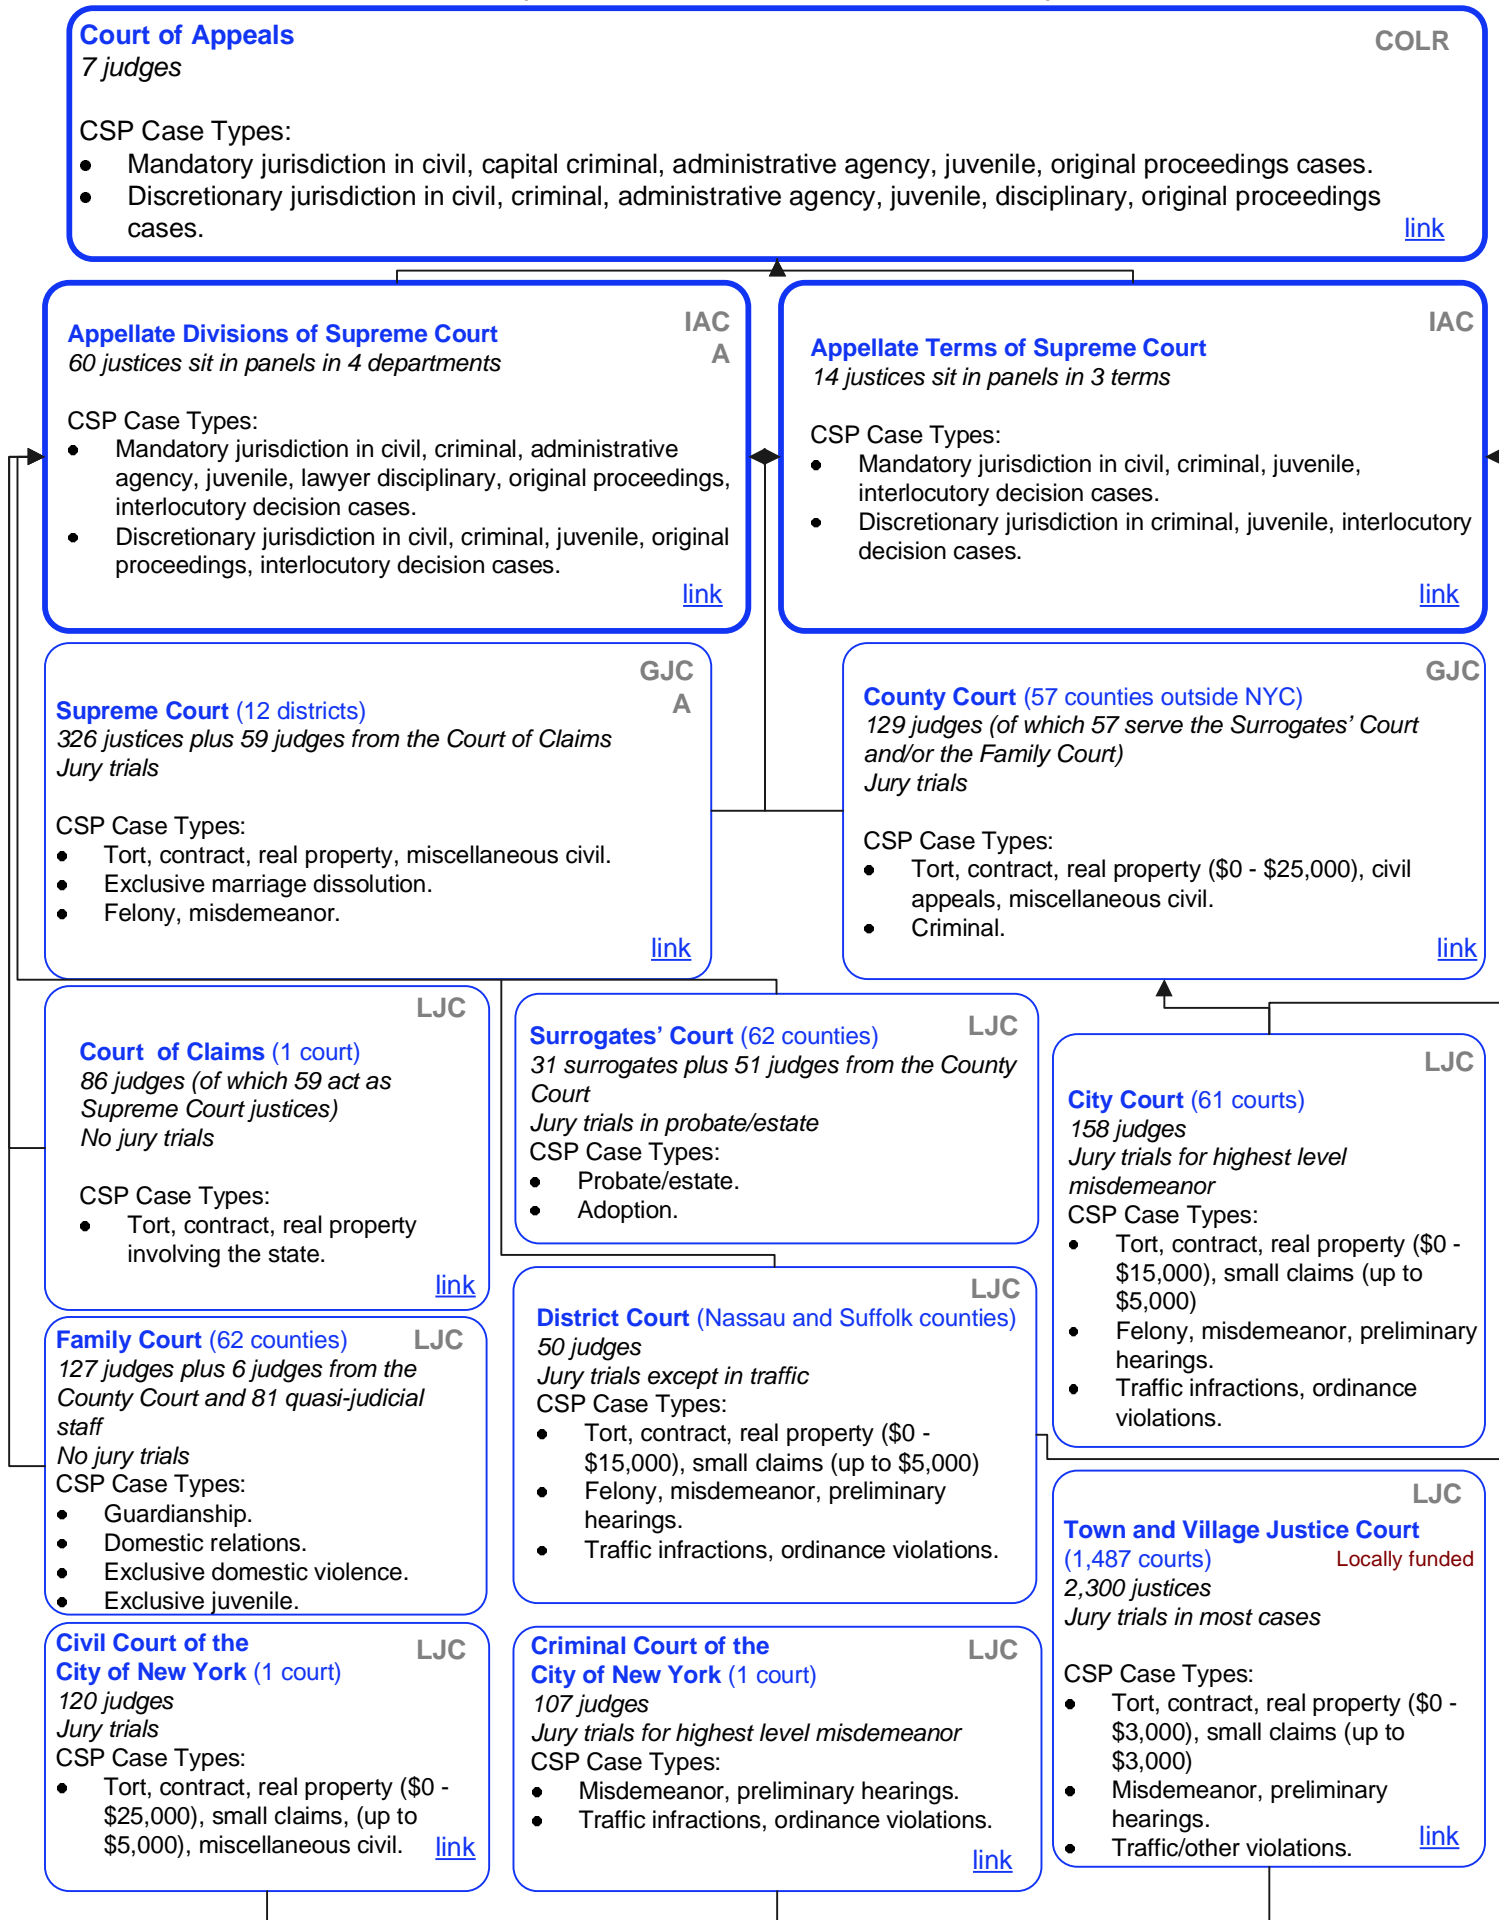 Court of Appeals
COLR
7 judges
CSP Case Types:
● Mandatory jurisdiction in civil, capital criminal, administrative agency, juvenile, original proceedings cases.
● Discretionary jurisdiction in civil, criminal, administrative agency, juvenile, disciplinary, original proceedings
cases.
link
Appellate Divisions of Supreme Court
IAC
A
60 justices sit in panels in 4 departments
CSP Case Types:
● Mandatory jurisdiction in civil, criminal, administrative
agency, juvenile, lawyer disciplinary, original proceedings,
interlocutory decision cases.
● Discretionary jurisdiction in civil, criminal, juvenile, original
proceedings, interlocutory decision cases.
link
IAC
Appellate Terms of Supreme Court
14 justices sit in panels in 3 terms
CSP Case Types:
● Mandatory jurisdiction in civil, criminal, juvenile,
interlocutory decision cases.
● Discretionary jurisdiction in criminal, juvenile, interlocutory
decision cases.
link
GJC
A
Supreme Court (12 districts)
326 justices plus 59 judges from the Court of Claims
Jury trials
CSP Case Types:
● Tort, contract, real property, miscellaneous civil.
● Exclusive marriage dissolution.
● Felony, misdemeanor.
link
GJC
County Court (57 counties outside NYC)
129 judges (of which 57 serve the Surrogates’ Court
and/or the Family Court)
Jury trials
CSP Case Types:
● Tort, contract, real property ($0 - $25,000), civil
appeals, miscellaneous civil.
● Criminal.
link
LJC
Court of Claims (1 court)
86 judges (of which 59 act as
Supreme Court justices)
No jury trials
CSP Case Types:
● Tort, contract, real property
involving the state.
link
LJC
Surrogates’ Court (62 counties)
31 surrogates plus 51 judges from the County
Court
Jury trials in probate/estate
CSP Case Types:
● Probate/estate.
● Adoption.
LJC
City Court (61 courts)
158 judges
Jury trials for highest level
misdemeanor
CSP Case Types:
● Tort, contract, real property ($0 -
$15,000), small claims (up to
$5,000)
● Felony, misdemeanor, preliminary
hearings.
● Traffic infractions, ordinance
violations.
Family Court (62 counties)
LJC
127 judges plus 6 judges from the
County Court and 81 quasi-judicial
staff
No jury trials
CSP Case Types:
● Guardianship.
● Domestic relations.
● Exclusive domestic violence.
● Exclusive juvenile.
LJC
District Court (Nassau and Suffolk counties)
50 judges
Jury trials except in traffic
CSP Case Types:
● Tort, contract, real property ($0 -
$15,000), small claims (up to $5,000)
● Felony, misdemeanor, preliminary
hearings.
● Traffic infractions, ordinance violations.
LJC
Town and Village Justice Court
(1,487 courts)
Locally funded
2,300 justices
Jury trials in most cases
CSP Case Types:
● Tort, contract, real property ($0 -
$3,000), small claims (up to
$3,000)
● Misdemeanor, preliminary
hearings.
● Traffic/other violations.
link
Civil Court of the
LJC
City of New York (1 court)
120 judges
Jury trials
CSP Case Types:
● Tort, contract, real property ($0 -
$25,000), small claims, (up to
$5,000), miscellaneous civil.
link
Criminal Court of the
LJC
City of New York (1 court)
107 judges
Jury trials for highest level misdemeanor
CSP Case Types:
● Misdemeanor, preliminary hearings.
● Traffic infractions, ordinance violations.
link